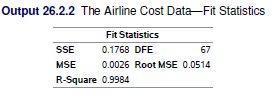 Output 26.2.2 The Airline Cost Data—Fit Statistics
Fit Statistics
SSE 0.1768 DFE 67
MSE 0.0026 Root MSE 0.0514
R-Square 0.9984